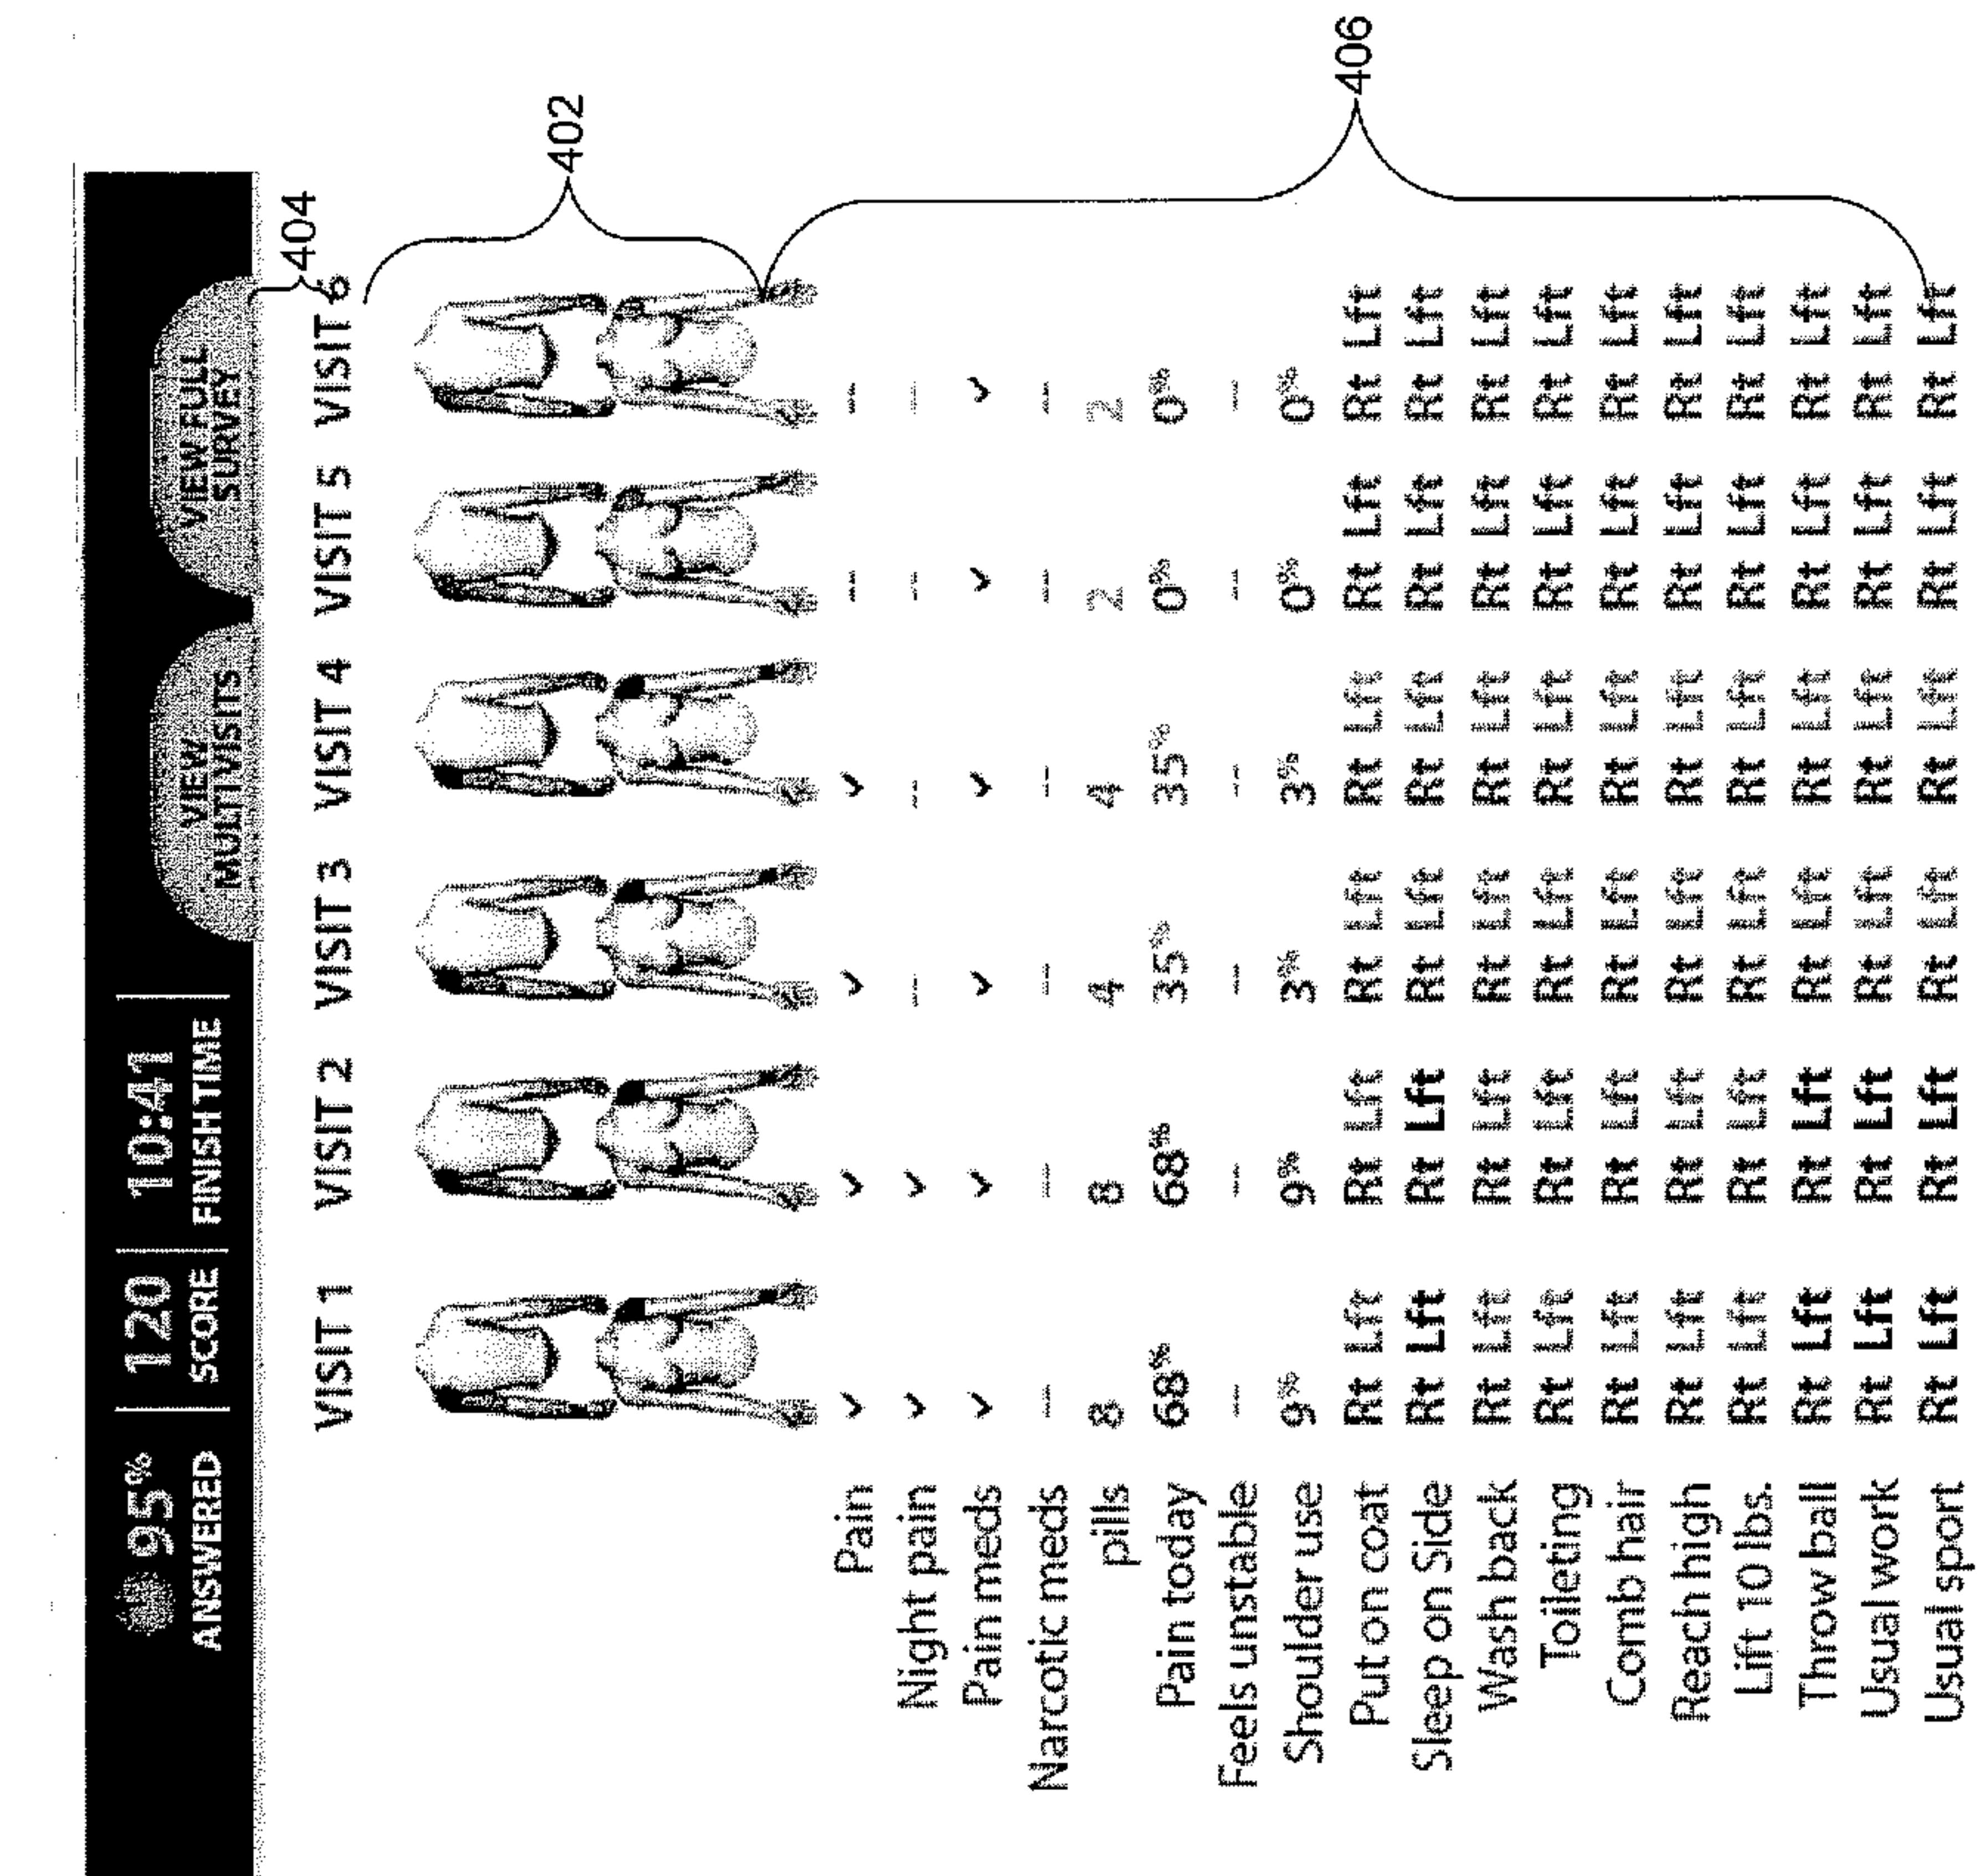 95% 120 10:41 VIEW MULTI VISITS VIEW FULL SURVEY
ANSWERED SCORE FINISH TIME
404
VISIT 1 VISIT 2 VISIT 3 VISIT 4 VISIT 5 VISIT 6
402
Pain ✓ ✓ ✓ ✓ – –
Night pain ✓ ✓ – – – –
Pain meds ✓ ✓ ✓ ✓ ✓ ✓
Narcotic meds – – – – – –
pills 8 8 4 4 2 2
Pain today 68% 68% 35% 35% 0% 0%
Feels unstable – – – – – –
Shoulder use 9% 9% 3% 3% 0% 0%
Put on coat Rt Lft Rt Lft Rt Lft Rt Lft Rt Lft Rt Lft
406
Sleep on Side Rt Lft Rt Lft Rt Lft Rt Lft Rt Lft Rt Lft
Wash back Rt Lft Rt Lft Rt Lft Rt Lft Rt Lft Rt Lft
Toileting Rt Lft Rt Lft Rt Lft Rt Lft Rt Lft Rt Lft
Comb hair Rt Lft Rt Lft Rt Lft Rt Lft Rt Lft Rt Lft
Reach high Rt Lft Rt Lft Rt Lft Rt Lft Rt Lft Rt Lft
Lift 10 lbs. Rt Lft Rt Lft Rt Lft Rt Lft Rt Lft Rt Lft
Throw ball Rt Lft Rt Lft Rt Lft Rt Lft Rt Lft Rt Lft
Usual work Rt Lft Rt Lft Rt Lft Rt Lft Rt Lft Rt Lft
Usual sport Rt Lft Rt Lft Rt Lft Rt Lft Rt Lft Rt Lft